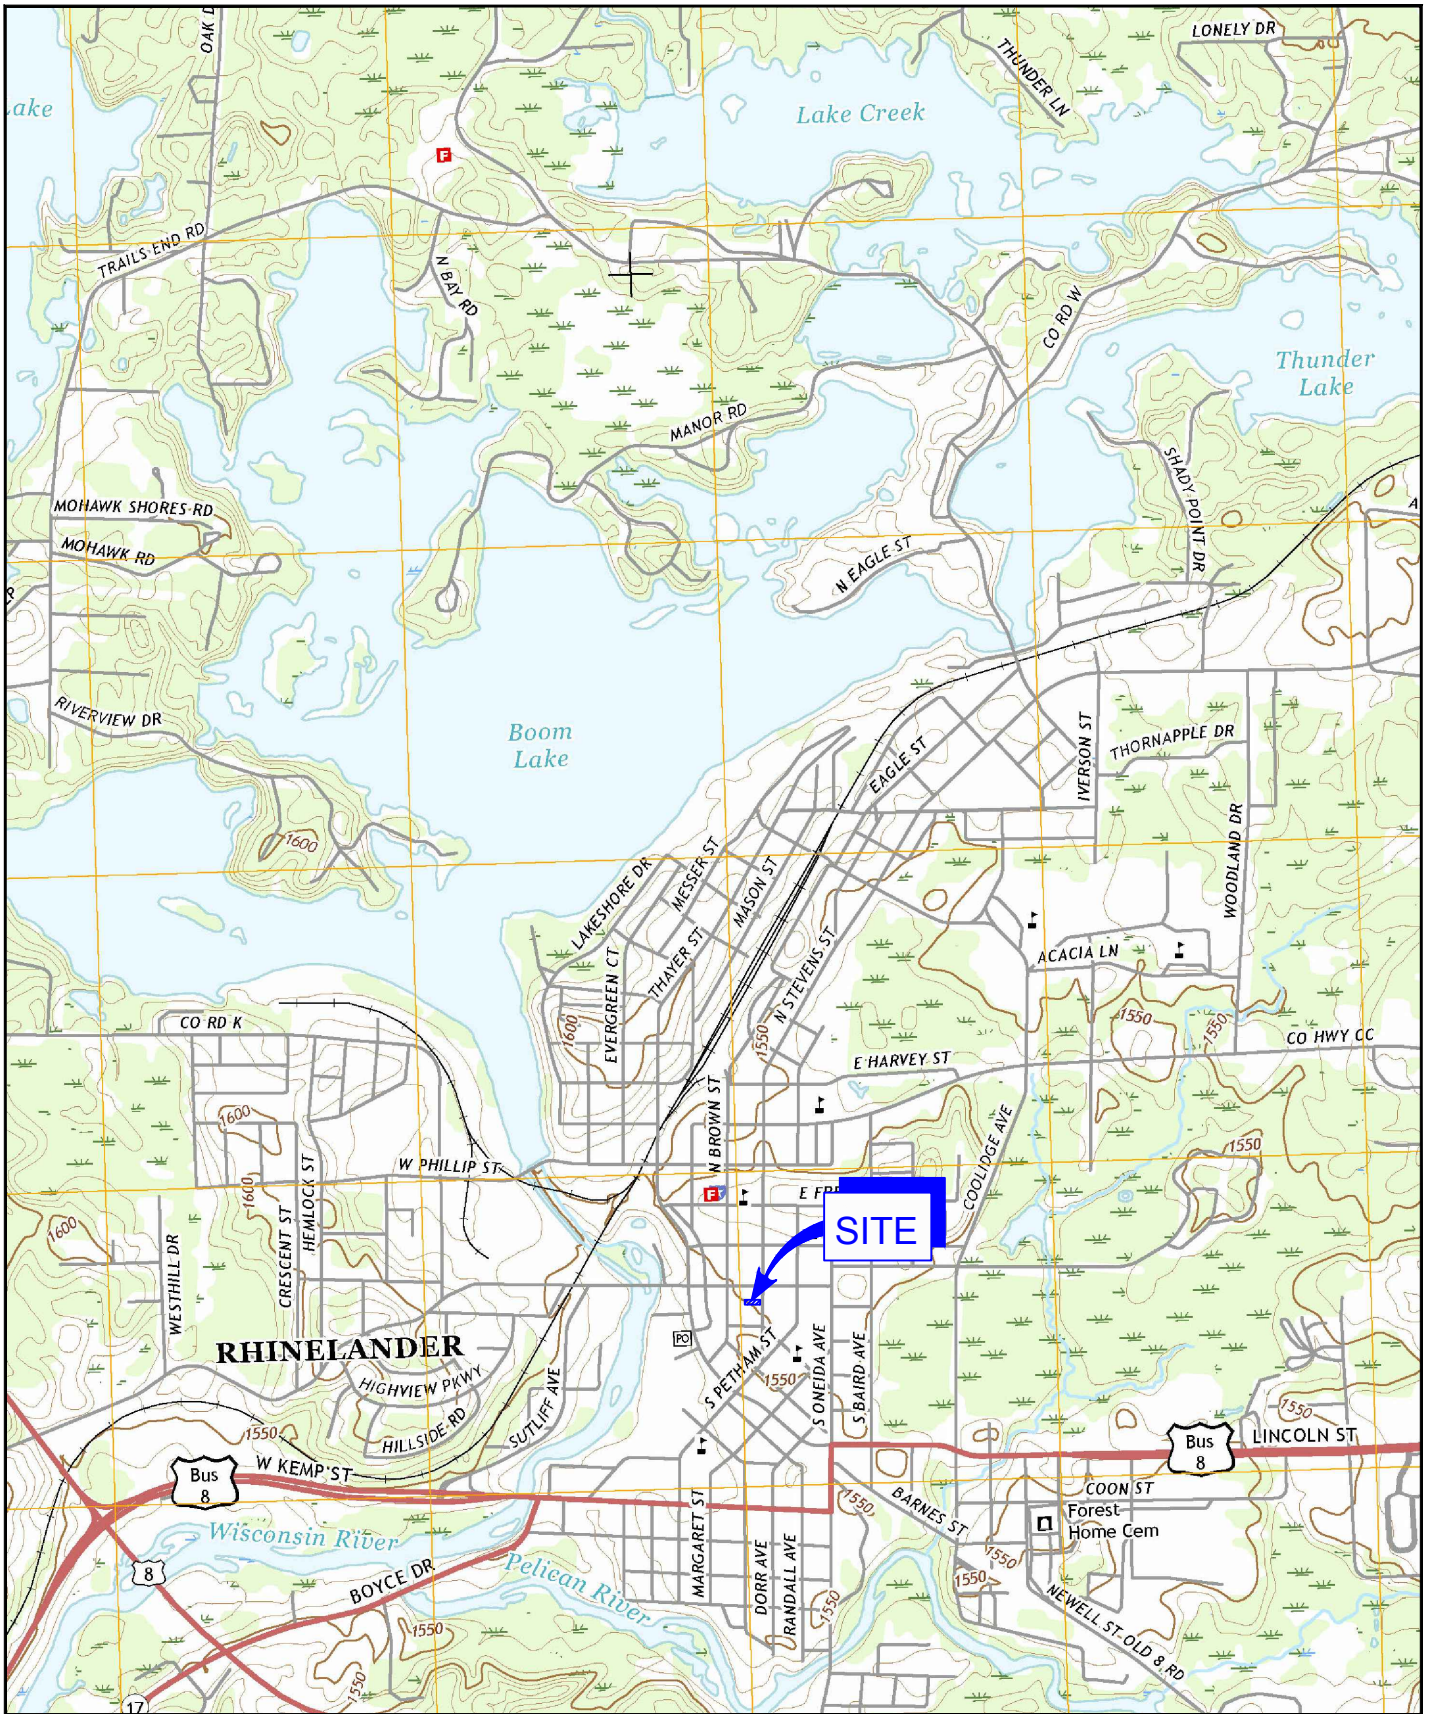 OAK D
LONELY DR
THUNDER LN
ake
Lake Creek
F
TRAILS END RD
N BAY RD
CO RD W
Thunder
Lake
MANOR RD
SHADY POINT DR
MOHAWK SHORES RD
A
MOHAWK RD
N EAGLE ST
RIVERVIEW DR
Boom
Lake
IVERSON ST
THORNAPPLE DR
EAGLE ST
1600
WOODLAND DR
LAKESHORE DR
MESSER ST
MASON ST
THAYER ST
EVERGREEN CT
N STEVENS ST
ACACIA LN
1600
1550
1550
1550
CO RD K
CO HWY CC
E HARVEY ST
N BROWN ST
1600
COOLIDGE AVE
1550
W PHILLIP ST
HEMLOCK ST
1600
F
E FRE
SITE
1600
CRESCENT ST
WESTHILL DR
RHINELANDER
PO
S PETHAM ST
S ONEIDA AVE
S BAIRD AVE
1550
HIGHVIEW PKWY
SUTLIFF AVE
HILLSIDE RD
1550
1550
Bus
8
LINCOLN ST
W KEMP ST
Bus
8
COON ST
1550
BARNES ST
Forest
Home Cem
MARGARET ST
Wisconsin River
8
BOYCE DR
Pelican River
DORR AVE
RANDALL AVE
1550
1550
1550
NEWELL ST OLD 8 RD
1550
1550
17